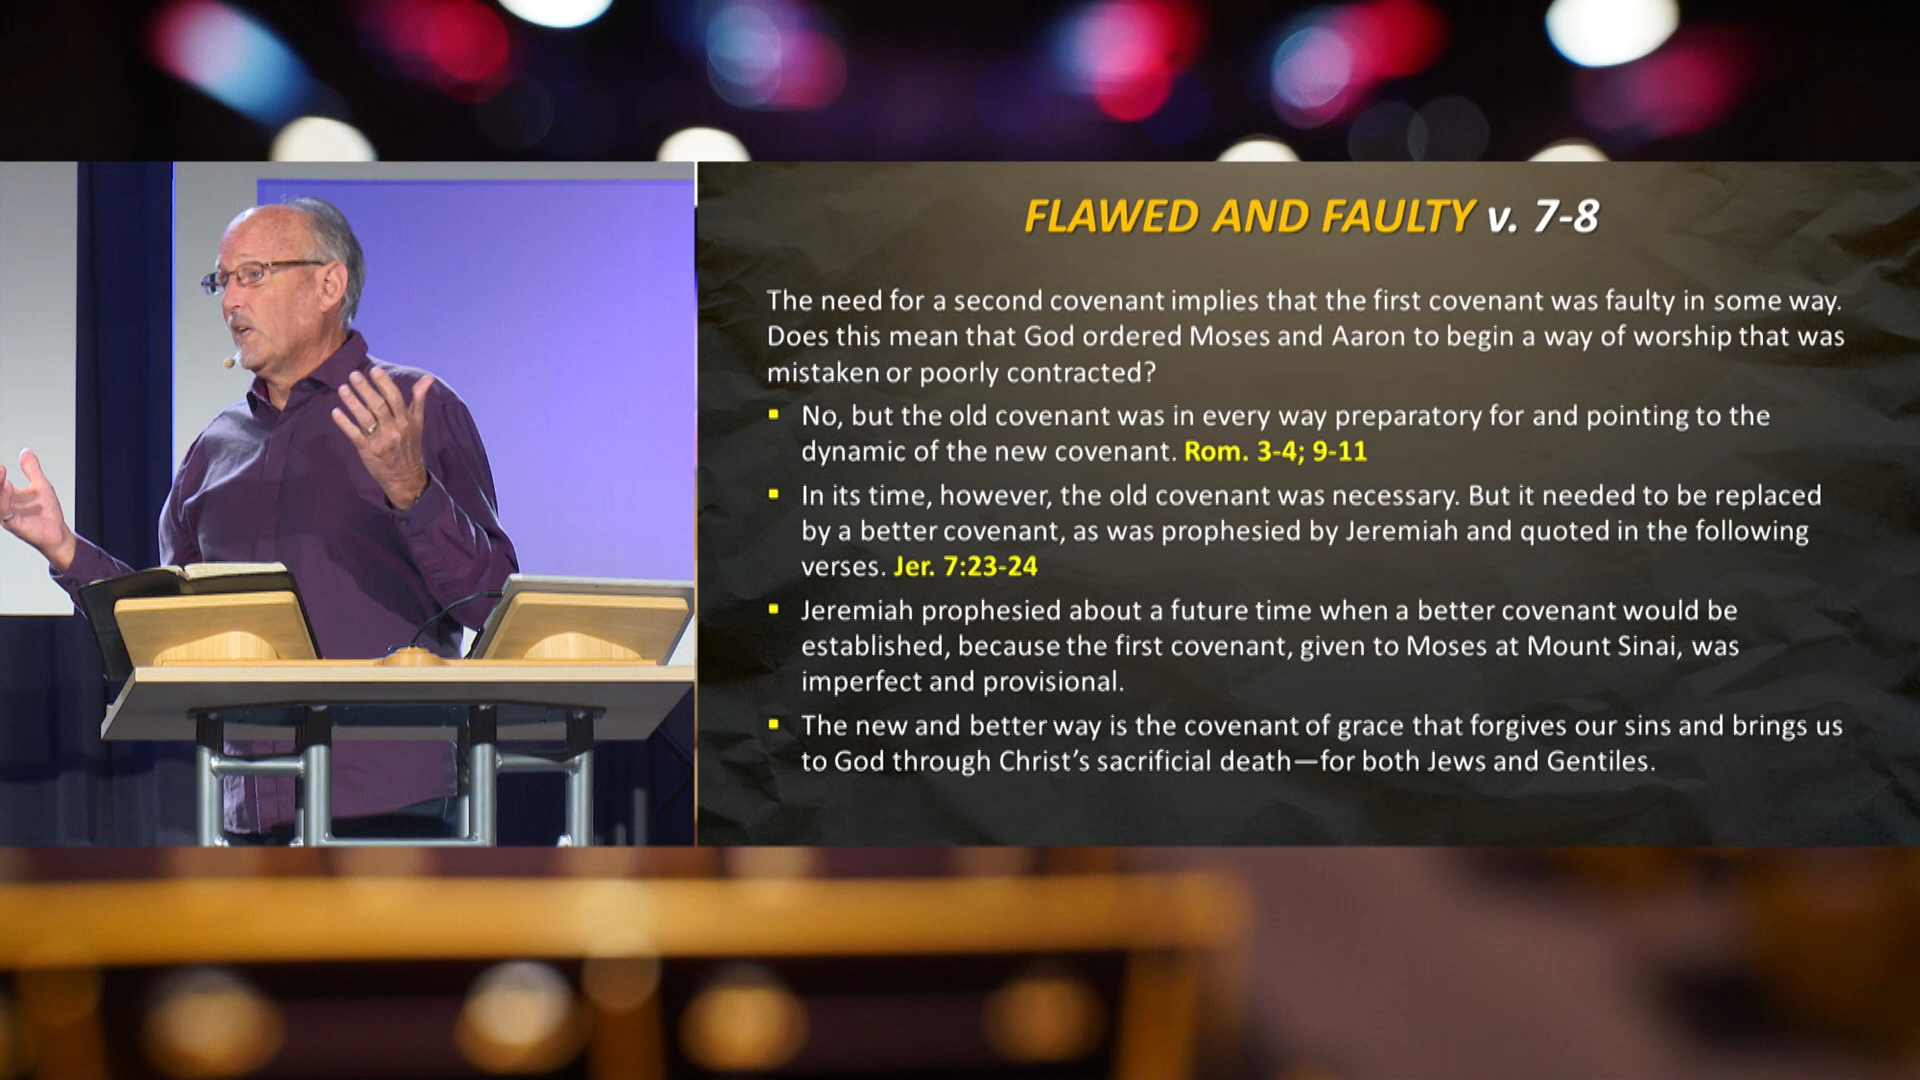 FLAWED AND FAULTY v. 7-8
The need for a second covenant implies that the first covenant was faulty in some way.
Does this mean that God ordered Moses and Aaron to begin a way of worship that was
mistaken or poorly contracted?
▪ No, but the old covenant was in every way preparatory for and pointing to the
dynamic of the new covenant. Rom. 3-4; 9-11
▪ In its time, however, the old covenant was necessary. But it needed to be replaced
by a better covenant, as was prophesied by Jeremiah and quoted in the following
verses. Jer. 7:23-24
▪ Jeremiah prophesied about a future time when a better covenant would be
established, because the first covenant, given to Moses at Mount Sinai, was
imperfect and provisional.
▪ The new and better way is the covenant of grace that forgives our sins and brings us
to God through Christ's sacrificial death—for both Jews and Gentiles.